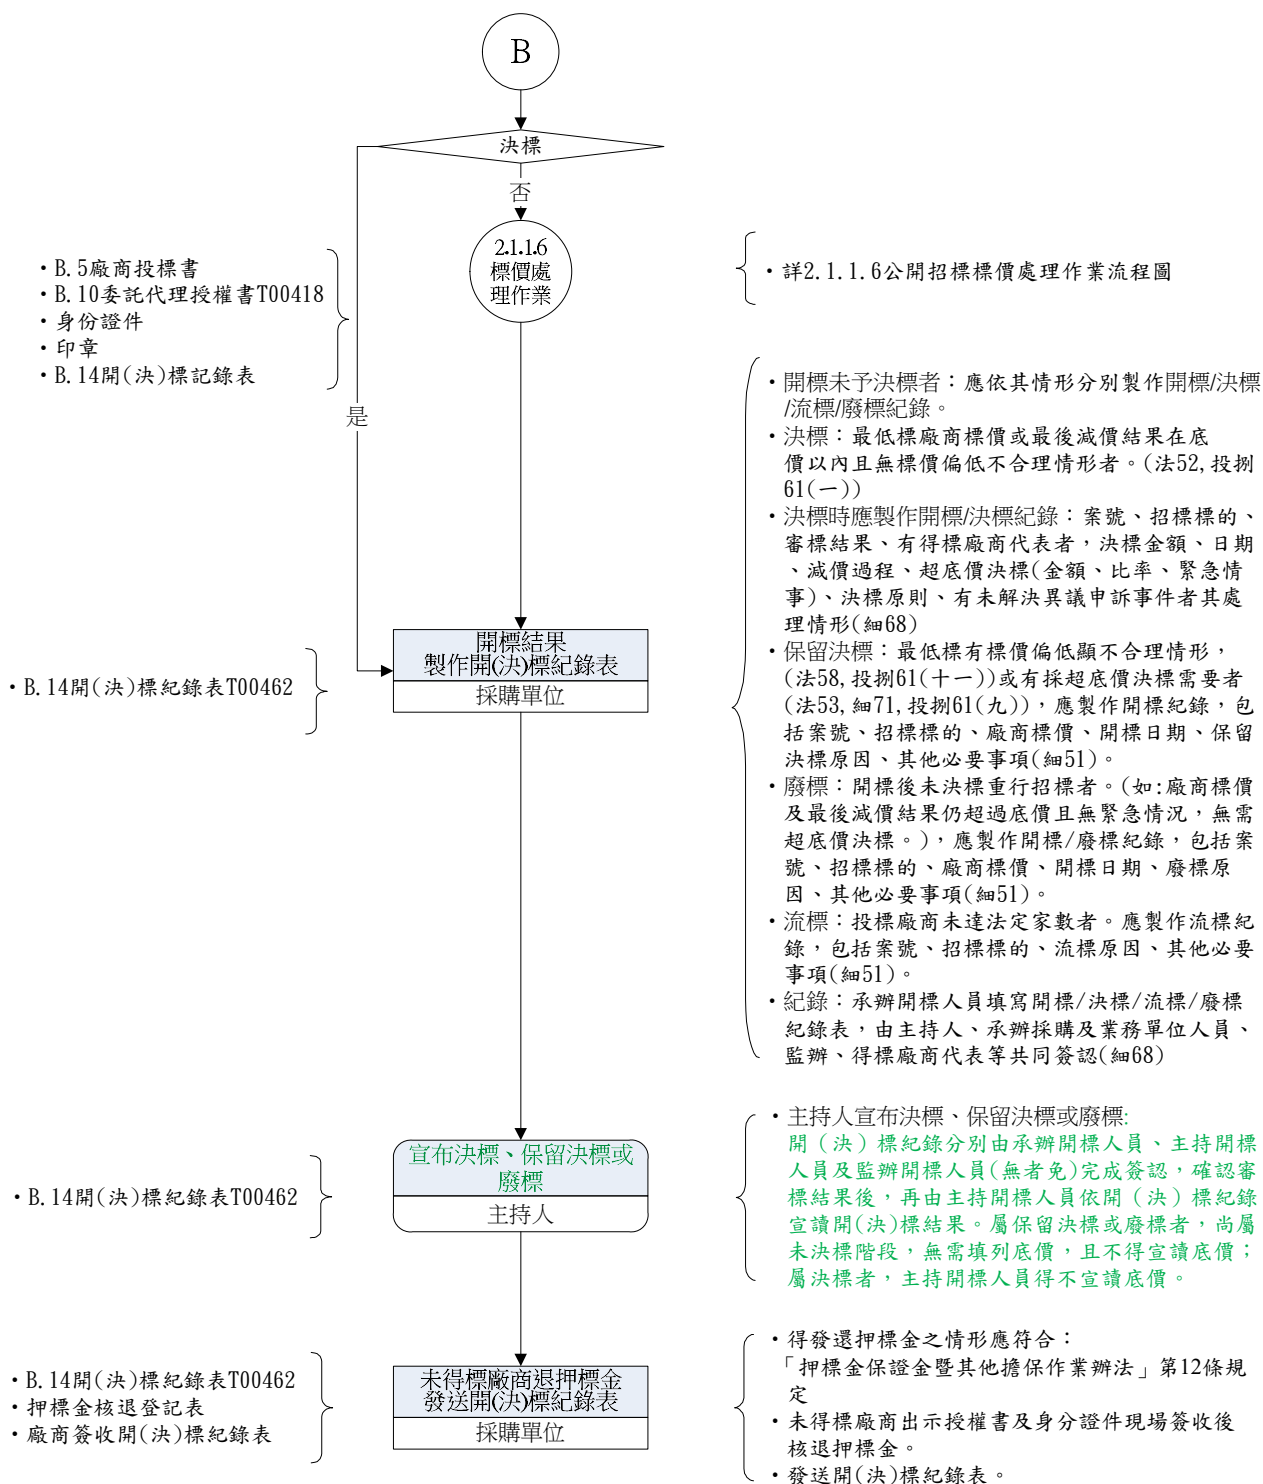 B
決標
否
2.1.1.6
標價處
理作業
是
・B.5廠商投標書
・B.10委託代理授權書T00418
・身份證件
・印章
・B.14開(決)標記錄表
・詳2.1.1.6公開招標標價處理作業流程圖
・開標未予決標者：應依其情形分別製作開標/決標
/流標/廢標紀錄。
・決標：最低標廠商標價或最後減價結果在底
價以內且無標價偏低不合理情形者。(法52,投捌
61(一))
・決標時應製作開標/決標紀錄：案號、招標標的、
審標結果、有得標廠商代表者，決標金額、日期
、減價過程、超底價決標(金額、比率、緊急情
事)、決標原則、有未解決異議申訴事件者其處
理情形(細68)
・保留決標：最低標有標價偏低顯不合理情形，
(法58,投捌61(十一))或有採超底價決標需要者
(法53,細71,投捌61(九))，應製作開標紀錄，包
括案號、招標標的、廠商標價、開標日期、保留
決標原因、其他必要事項(細51)。
・廢標：開標後未決標重行招標者。(如:廠商標價
及最後減價結果仍超過底價且無緊急情況，無需
超底價決標。)，應製作開標/廢標紀錄，包括案
號、招標標的、廠商標價、開標日期、廢標原
因、其他必要事項(細51)。
・流標：投標廠商未達法定家數者。應製作流標紀
錄，包括案號、招標標的、流標原因、其他必要
事項(細51)。
・紀錄：承辦開標人員填寫開標/決標/流標/廢標
紀錄表，由主持人、承辦採購及業務單位人員、
監辦、得標廠商代表等共同簽認(細68)
開標結果
製作開(決)標紀錄表
採購單位
・B.14開(決)標紀錄表T00462
宣布決標、保留決標或
廢標
主持人
・B.14開(決)標紀錄表T00462
・主持人宣布決標、保留決標或廢標:
開（決）標紀錄分別由承辦開標人員、主持開標
人員及監辦開標人員(無者免)完成簽認，確認審
標結果後，再由主持開標人員依開（決）標紀錄
宣讀開(決)標結果。屬保留決標或廢標者，尚屬
未決標階段，無需填列底價，且不得宣讀底價；
屬決標者，主持開標人員得不宣讀底價。
未得標廠商退押標金
發送開(決)標紀錄表
採購單位
・B.14開(決)標紀錄表T00462
・押標金核退登記表
・廠商簽收開(決)標紀錄表
・得發還押標金之情形應符合：
「押標金保證金暨其他擔保作業辦法」第12條規
定
・未得標廠商出示授權書及身分證件現場簽收後
核退押標金。
・發送開(決)標紀錄表。